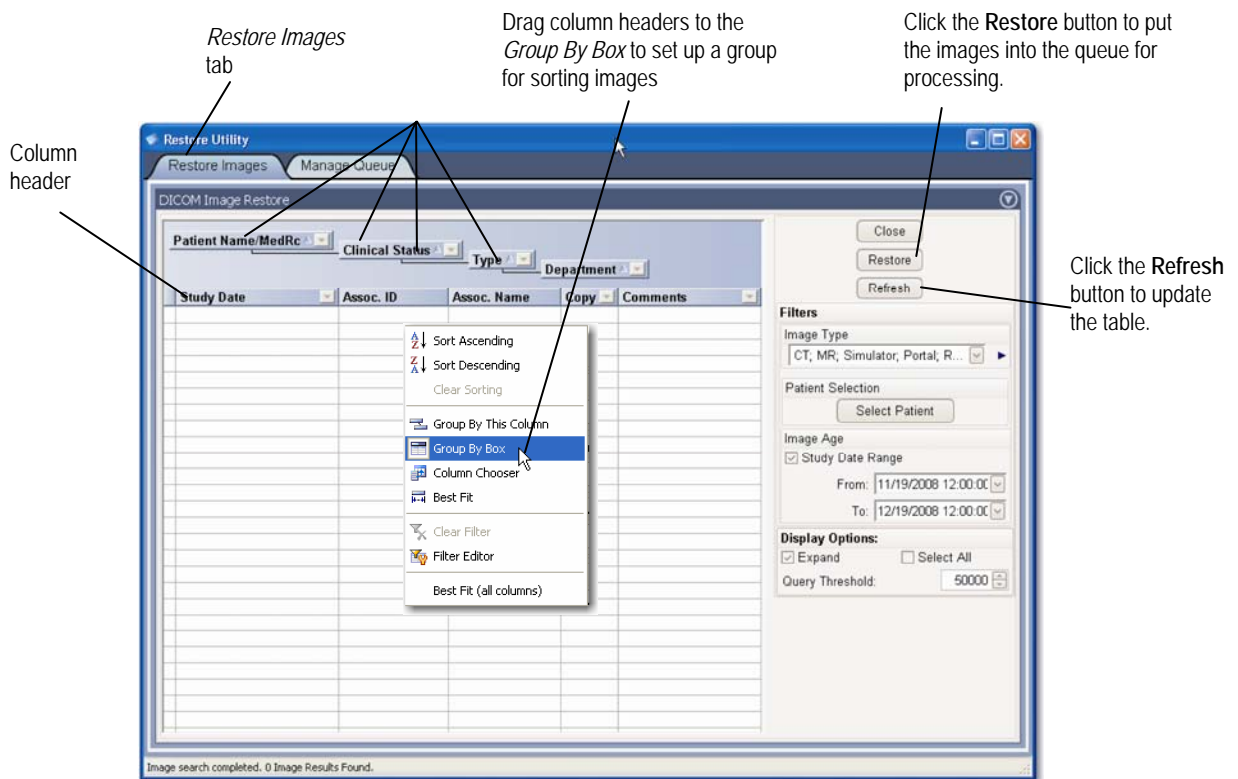 Restore Images
tab
Drag column headers to the
Group By Box to set up a group
for sorting images
Click the Restore button to put
the images into the queue for
processing.
Column
header
Restore Utility
Restore Images
Manage Queue
DICOM Image Restore
Patient Name/MedRc
Clinical Status
Type
Department
Study Date
Assoc. ID
Assoc. Name
Copy
Comments
Sort Ascending
Sort Descending
Clear Sorting
Group By This Column
Group By Box
Column Chooser
Best Fit
Clear Filter
Filter Editor
Best Fit (all columns)
Close
Restore
Refresh
Click the Refresh
button to update
the table.
Filters
Image Type
CT; MR; Simulator; Portal; R...
Patient Selection
Select Patient
Image Age
Study Date Range
From: 11/19/2008 12:00:0
To: 12/19/2008 12:00:0
Display Options:
Expand
Select All
Query Threshold: 50000
Image search completed. 0 Image Results Found.